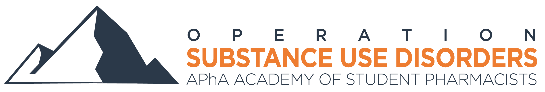 OPERATION
SUBSTANCE USE DISORDERS
APhA ACADEMY OF STUDENT PHARMACISTS